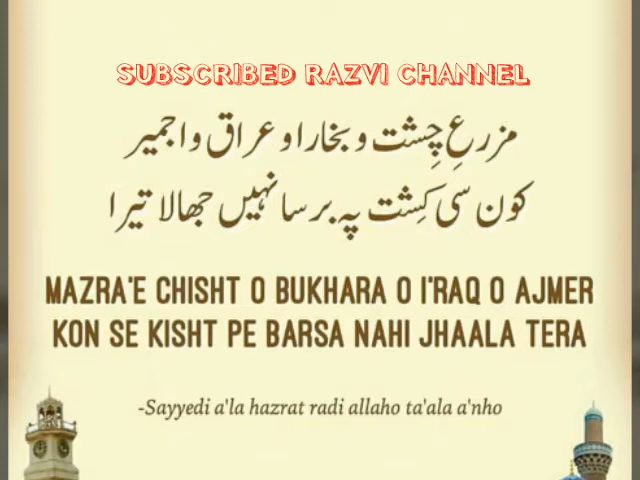 SUBSCRIBED RAZVI CHANNEL
مزرعِ چِشت و بخارا و عراق و اجمیر
کون سی کِشت پہ برسا نہیں جھالا تیرا
MAZRA'E CHISHT O BUKHARA O I'RAQ O AJMER
KON SE KISHT PE BARSA NAHI JHAALA TERA
-Sayyedi a'la hazrat radi allaho ta'ala a'nho